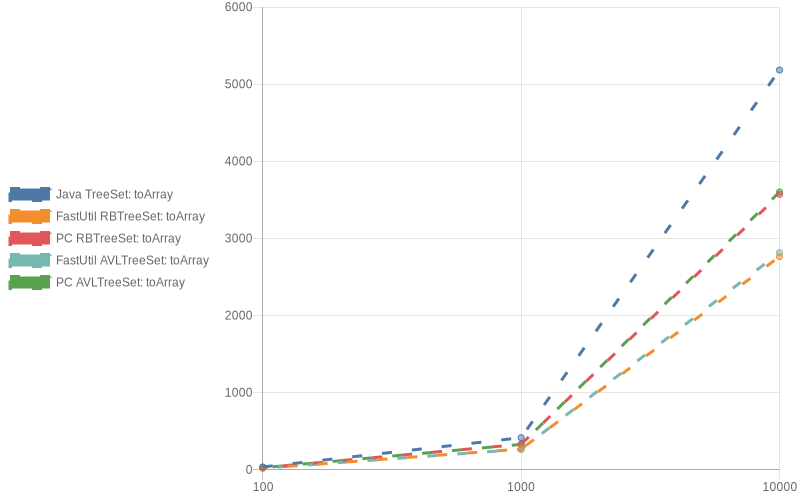 6000
5000
4000
3000
2000
1000
0
100
1000
10000
Java TreeSet: toArray
FastUtil RBTreeSet: toArray
PC RBTreeSet: toArray
FastUtil AVLTreeSet: toArray
PC AVLTreeSet: toArray